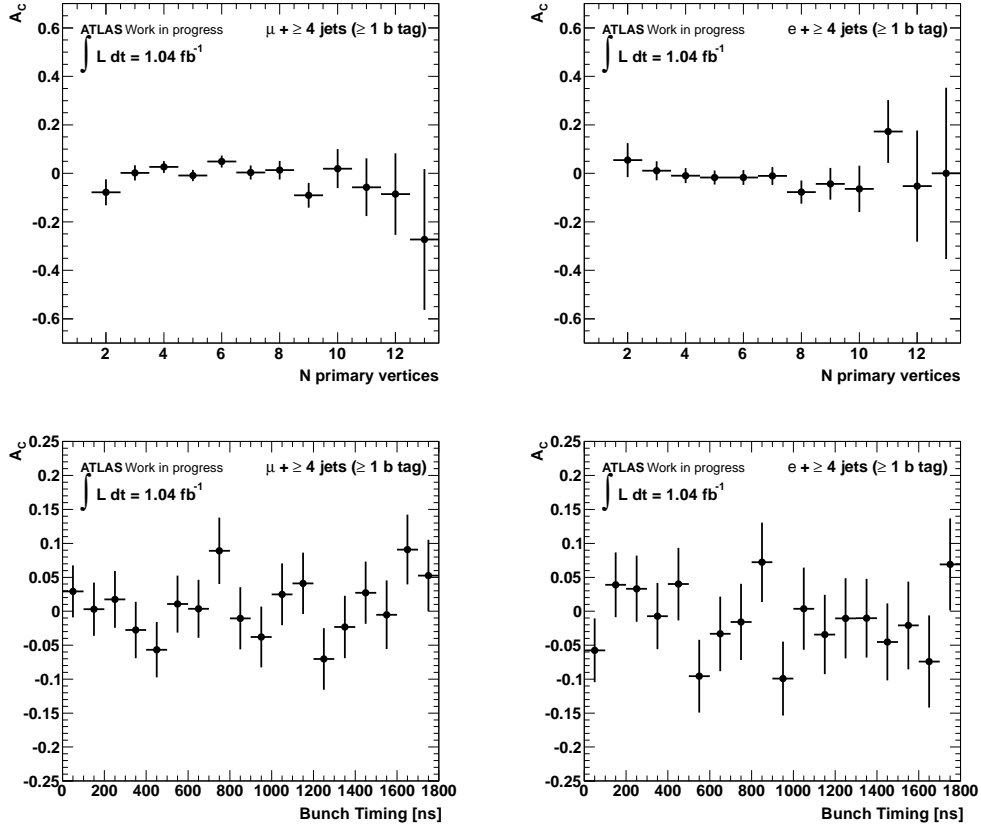 A_C
0.6
0.4
0.2
0
-0.2
-0.4
-0.6
ATLAS Work in progress
μ + ≥ 4 jets (≥ 1 b tag)
∫ L dt = 1.04 fb⁻¹
2 4 6 8 10 12
N primary vertices
A_C
0.6
0.4
0.2
0
-0.2
-0.4
-0.6
ATLAS Work in progress
e + ≥ 4 jets (≥ 1 b tag)
∫ L dt = 1.04 fb⁻¹
2 4 6 8 10 12
N primary vertices
A_C
0.25
0.2
0.15
0.1
0.05
0
-0.05
-0.1
-0.15
-0.2
-0.25
ATLAS Work in progress
μ + ≥ 4 jets (≥ 1 b tag)
∫ L dt = 1.04 fb⁻¹
0 200 400 600 800 1000 1200 1400 1600 1800
Bunch Timing [ns]
A_C
0.25
0.2
0.15
0.1
0.05
0
-0.05
-0.1
-0.15
-0.2
-0.25
ATLAS Work in progress
e + ≥ 4 jets (≥ 1 b tag)
∫ L dt = 1.04 fb⁻¹
0 200 400 600 800 1000 1200 1400 1600 1800
Bunch Timing [ns]